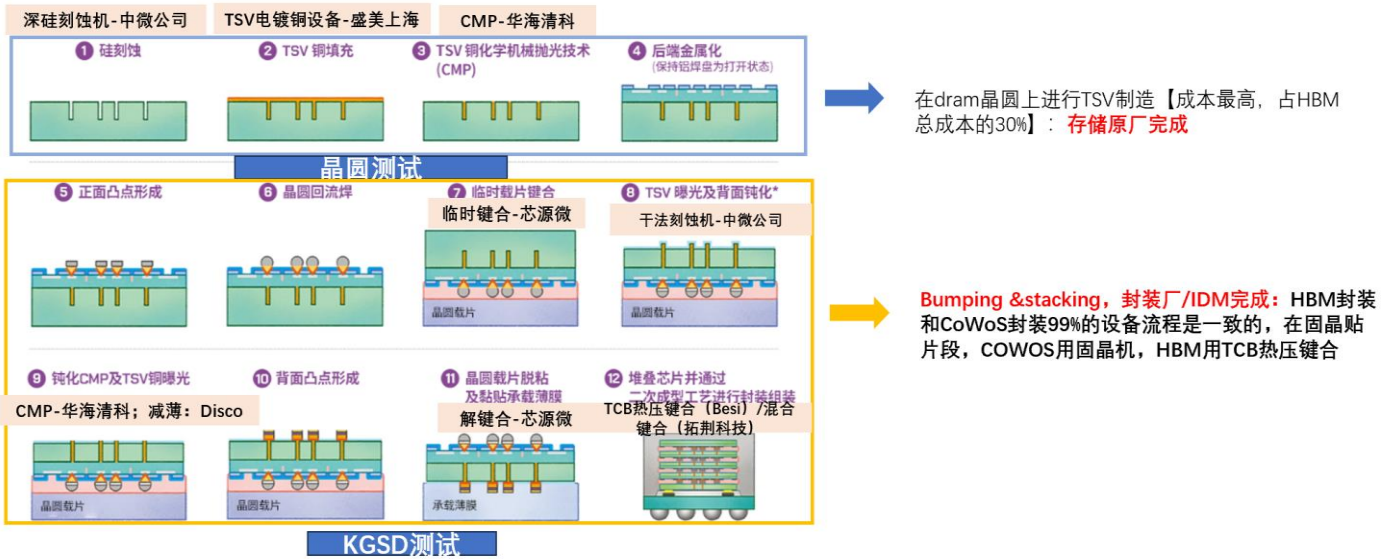 深硅刻蚀机-中微公司
TSV电镀铜设备-盛美上海
CMP-华海清科
1 硅刻蚀
2 TSV 铜填充
3 TSV 铜化学机械抛光技术
(CMP)
4 后端金属化
(保持铝焊盘为打开状态)
在dram晶圆上进行TSV制造【成本最高，占HBM
总成本的30%】：存储原厂完成
晶圆测试
5 正面凸点形成
6 晶圆回流焊
7 临时载片键合
临时键合-芯源微
8 TSV 曝光及背面钝化*
干法刻蚀机-中微公司
晶圆载片
晶圆载片
Bumping &stacking，封装厂/IDM完成：HBM封装
和CoWoS封装99%的设备流程是一致的，在固晶贴
片段，COWOS用固晶机，HBM用TCB热压键合
9 钝化CMP及TSV铜曝光
CMP-华海清科；减薄：Disco
10 背面凸点形成
11 晶圆载片脱粘
及黏贴承载薄膜
解键合-芯源微
12 堆叠芯片并通过
二次成型工艺进行封装组装
TCB热压键合（Besi）/混合
键合（拓荆科技）
晶圆载片
晶圆载片
承载薄膜
KGSD测试